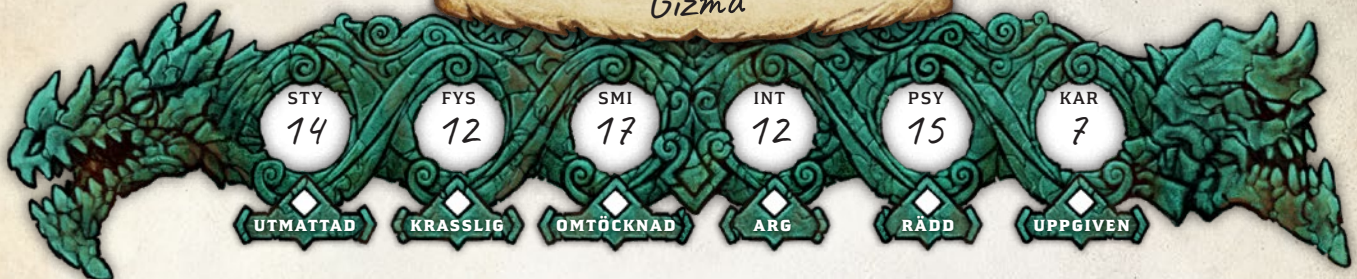 Gizmu
STY FYS SMI INT PSY KAR
14 12 17 12 15 7
UTMATTAD KRASSLIG OMTÖCKNAD ARG RÄDD UPPGIVEN